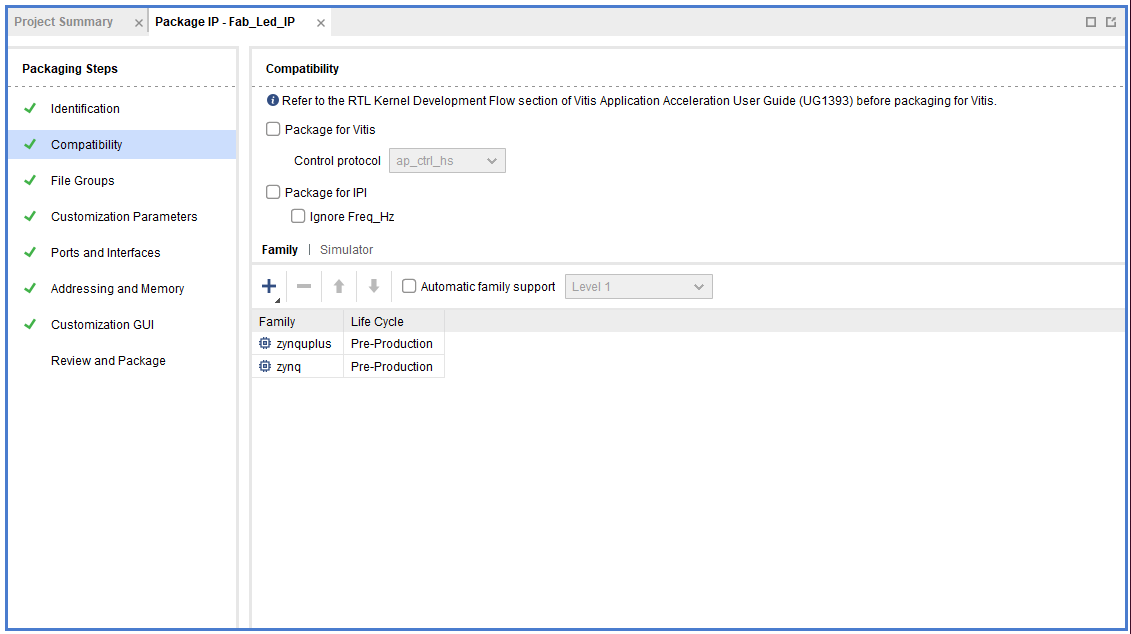 Project Summary
Package IP - Fab_Led_IP
Packaging Steps
Identification
Compatibility
File Groups
Customization Parameters
Ports and Interfaces
Addressing and Memory
Customization GUI
Review and Package
Compatibility
Refer to the RTL Kernel Development Flow section of Vitis Application Acceleration User Guide (UG1393) before packaging for Vitis.
Package for Vitis
Control protocol ap_ctrl_hs
Package for IPI
Ignore Freq_Hz
Family | Simulator
Automatic family support Level 1
Family Life Cycle
zynquplus Pre-Production
zynq Pre-Production